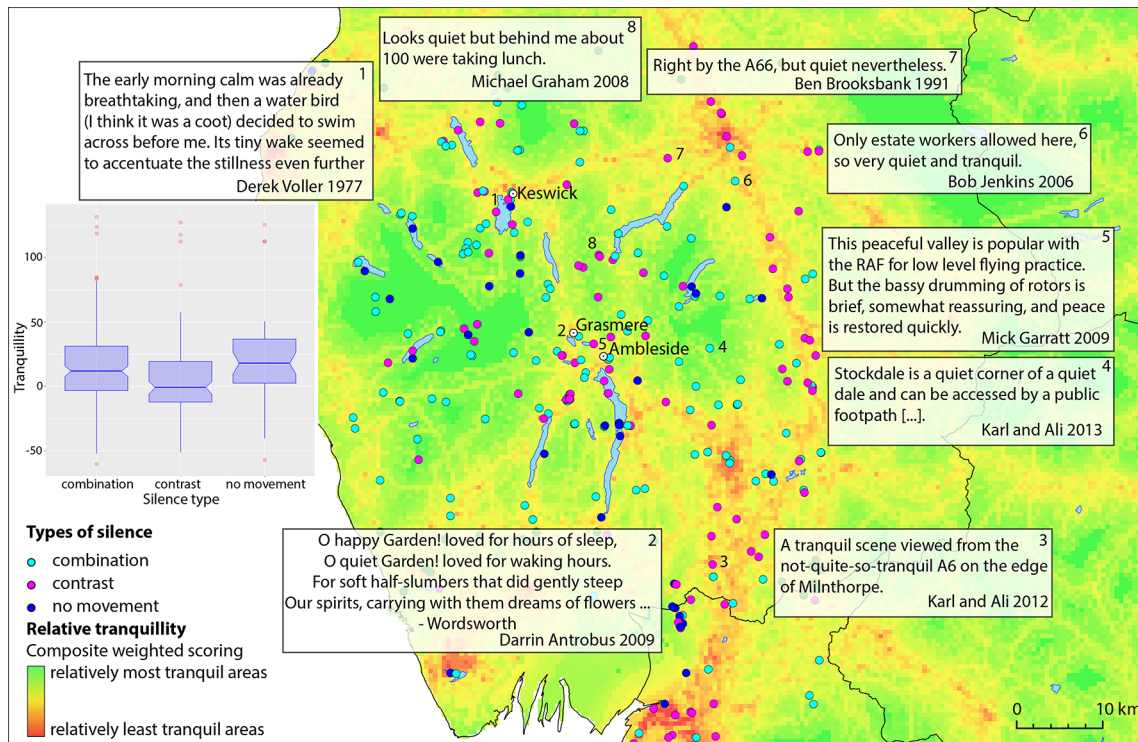 Looks quiet but behind me about 8
100 were taking lunch.
Michael Graham 2008
Right by the A66, but quiet nevertheless. 7
Ben Brooksbank 1991
The early morning calm was already 1
breathtaking, and then a water bird
(I think it was a coot) decided to swim
across before me. Its tiny wake seemed
to accentuate the stillness even further
Derek Voller 1977
Only estate workers allowed here, 6
so very quiet and tranquil.
Bob Jenkins 2006
This peaceful valley is popular with 5
the RAF for low level flying practice.
But the bassy drumming of rotors is
brief, somewhat reassuring, and peace
is restored quickly.
Mick Garratt 2009
Stockdale is a quiet corner of a quiet 4
dale and can be accessed by a public
footpath [...].
Karl and Ali 2013
7
6
1
Keswick
8
2
Grasmere
5
Ambleside
4
3
Tranquillity
100
50
0
-50
combination
contrast
no movement
Silence type
Types of silence
combination
contrast
no movement
Relative tranquillity
Composite weighted scoring
relatively most tranquil areas
relatively least tranquil areas
O happy Garden! loved for hours of sleep, 2
O quiet Garden! loved for waking hours.
For soft half-slumbers that did gently steep
Our spirits, carrying with them dreams of flowers ...
- Wordsworth
Darrin Antrobus 2009
A tranquil scene viewed from the 3
not-quite-so-tranquil A6 on the edge
of Milnthorpe.
Karl and Ali 2012
0
10 km